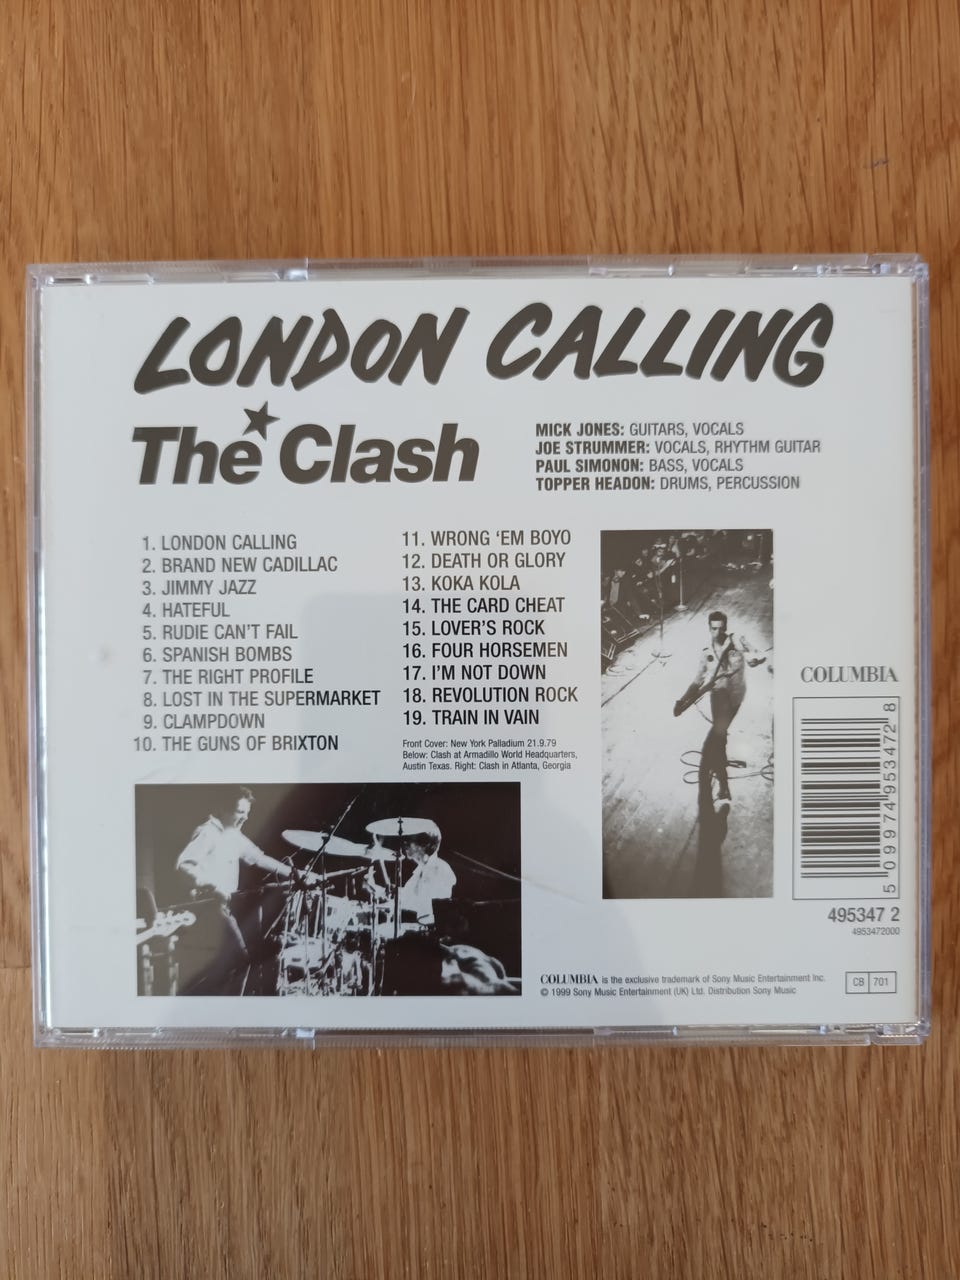 LONDON CALLING
The Clash
MICK JONES: GUITARS, VOCALS
JOE STRUMMER: VOCALS, RHYTHM GUITAR
PAUL SIMONON: BASS, VOCALS
TOPPER HEADON: DRUMS, PERCUSSION
1. LONDON CALLING
2. BRAND NEW CADILLAC
3. JIMMY JAZZ
4. HATEFUL
5. RUDIE CAN'T FAIL
6. SPANISH BOMBS
7. THE RIGHT PROFILE
8. LOST IN THE SUPERMARKET
9. CLAMPDOWN
10. THE GUNS OF BRIXTON
11. WRONG 'EM BOYO
12. DEATH OR GLORY
13. KOKA KOLA
14. THE CARD CHEAT
15. LOVER'S ROCK
16. FOUR HORSEMEN
17. I'M NOT DOWN
18. REVOLUTION ROCK
19. TRAIN IN VAIN
Front Cover: New York Palladium 21.9.79
Below: Clash at Armadillo World Headquarters,
Austin Texas. Right: Clash in Atlanta, Georgia
COLUMBIA
5 099749 534728
495347 2
4953472000
COLUMBIA is the exclusive trademark of Sony Music Entertainment Inc.
© 1999 Sony Music Entertainment (UK) Ltd. Distribution Sony Music
CB 701